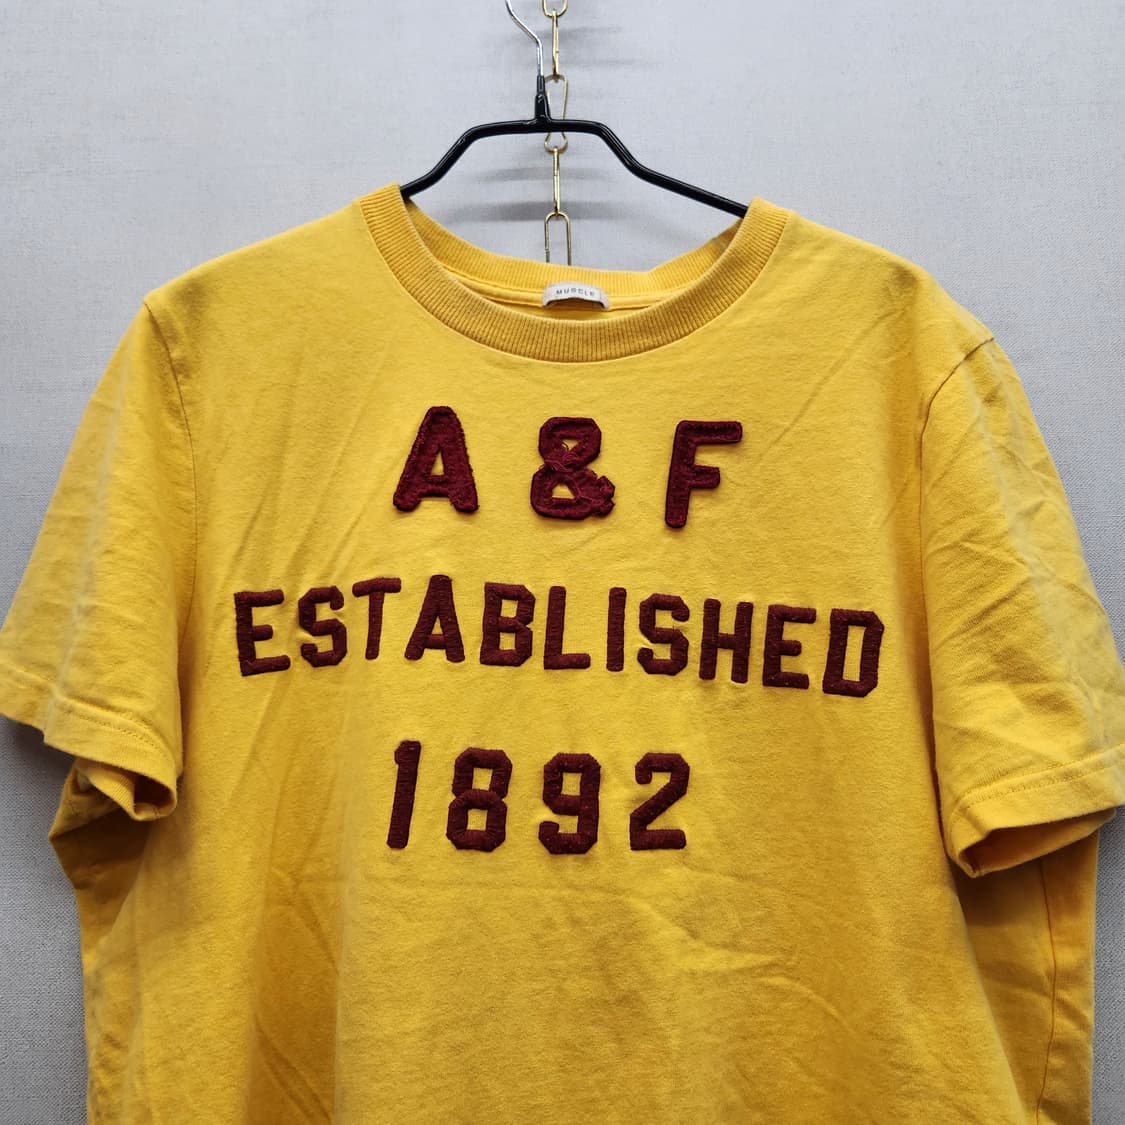 MUSCLE
A & F
ESTABLISHED
1892